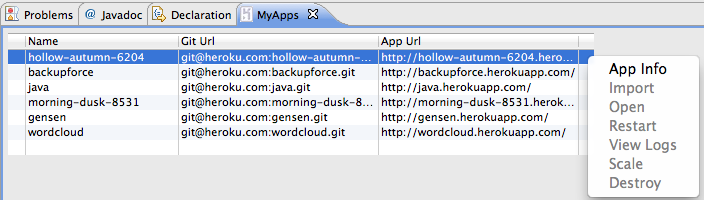 Problems @ Javadoc Declaration MyApps
Name Git Url App Url
hollow-autumn-6204 git@heroku.com:hollow-autumn-... http://hollow-autumn-6204.hero...
backupforce git@heroku.com:backupforce.git http://backupforce.herokuapp.com/
java git@heroku.com:java.git http://java.herokuapp.com/
morning-dusk-8531 git@heroku.com:morning-dusk-8... http://morning-dusk-8531.herok...
gensen git@heroku.com:gensen.git http://gensen.herokuapp.com/
wordcloud git@heroku.com:wordcloud.git http://wordcloud.herokuapp.com/
App Info
Import
Open
Restart
View Logs
Scale
Destroy